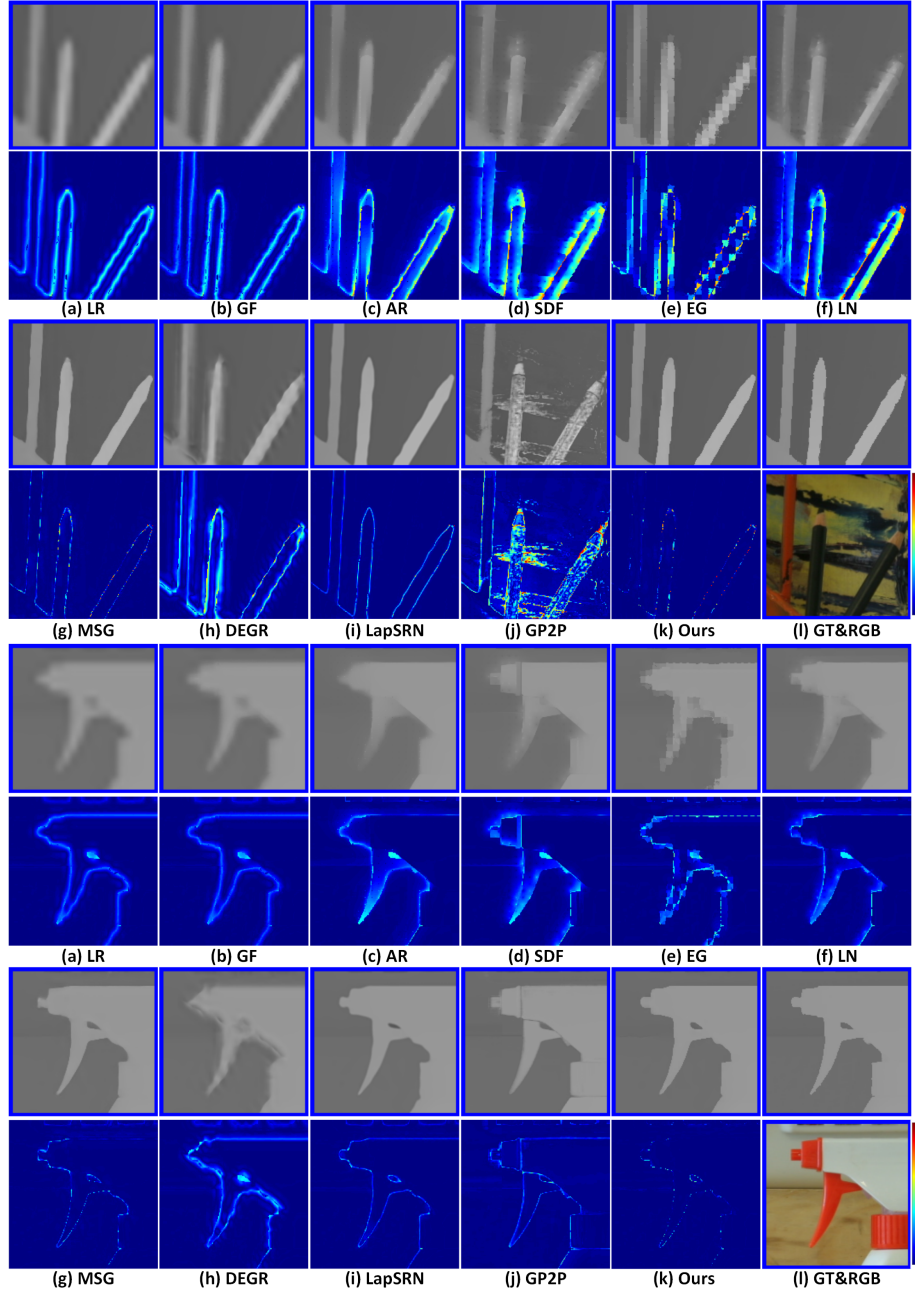 (a) LR (b) GF (c) AR (d) SDF (e) EG (f) LN
(g) MSG (h) DEGR (i) LapSRN (j) GP2P (k) Ours (l) GT&RGB
(a) LR (b) GF (c) AR (d) SDF (e) EG (f) LN
(g) MSG (h) DEGR (i) LapSRN (j) GP2P (k) Ours (l) GT&RGB